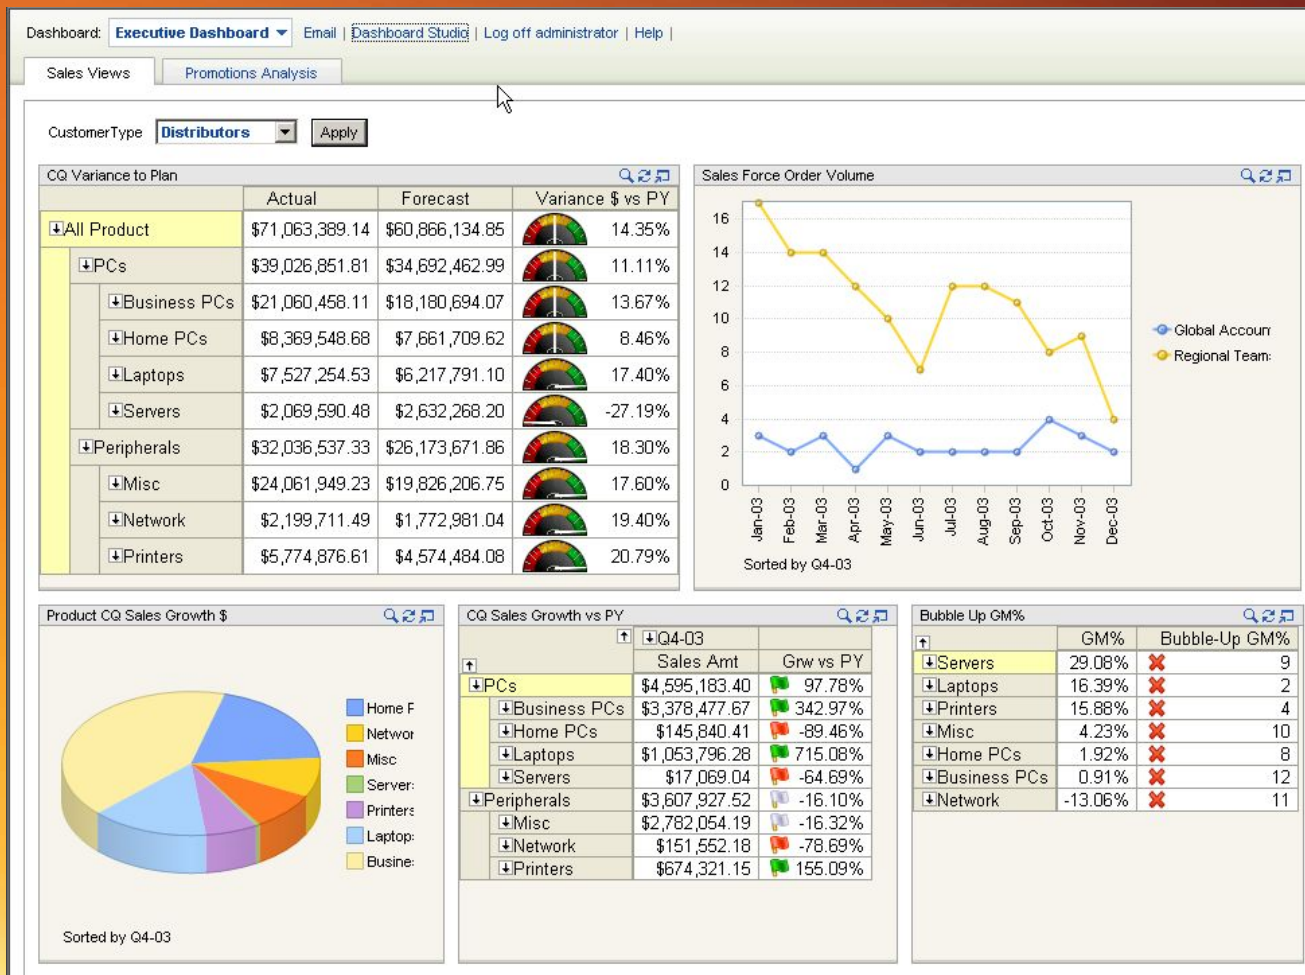 Dashboard: Executive Dashboard Email | Dashboard Studio | Log off administrator | Help |
Sales Views Promotions Analysis
CustomerType Distributors Apply
CQ Variance to Plan
Actual Forecast Variance $ vs PY
All Product $71,063,389.14 $60,866,134.85 14.35%
PCs $39,026,851.81 $34,692,462.99 11.11%
Business PCs $21,060,458.11 $18,180,694.07 13.67%
Home PCs $8,369,548.68 $7,661,709.62 8.46%
Laptops $7,527,254.53 $6,217,791.10 17.40%
Servers $2,069,590.48 $2,632,268.20 -27.19%
Peripherals $32,036,537.33 $26,173,671.86 18.30%
Misc $24,061,949.23 $19,826,206.75 17.60%
Network $2,199,711.49 $1,772,981.04 19.40%
Printers $5,774,876.61 $4,574,484.08 20.79%
Sales Force Order Volume
16
14
12
10
8
6
4
2
0
Jan-03 Feb-03 Mar-03 Apr-03 May-03 Jun-03 Jul-03 Aug-03 Sep-03 Oct-03 Nov-03 Dec-03
Sorted by Q4-03
Global Accoun
Regional Team
Product CQ Sales Growth $
Home F
Networ
Misc
Server
Printers
Laptop
Busine
Sorted by Q4-03
CQ Sales Growth vs PY
Q4-03
Sales Amt Grw vs PY
PCs $4,595,183.40 97.78%
Business PCs $3,378,477.67 342.97%
Home PCs $145,840.41 -89.46%
Laptops $1,053,796.28 715.08%
Servers $17,069.04 -64.69%
Peripherals $3,607,927.52 -16.10%
Misc $2,782,054.19 -16.32%
Network $151,552.18 -78.69%
Printers $674,321.15 155.09%
Bubble Up GM%
GM% Bubble-Up GM%
Servers 29.08% 9
Laptops 16.39% 2
Printers 15.88% 4
Misc 4.23% 10
Home PCs 1.92% 8
Business PCs 0.91% 12
Network -13.06% 11